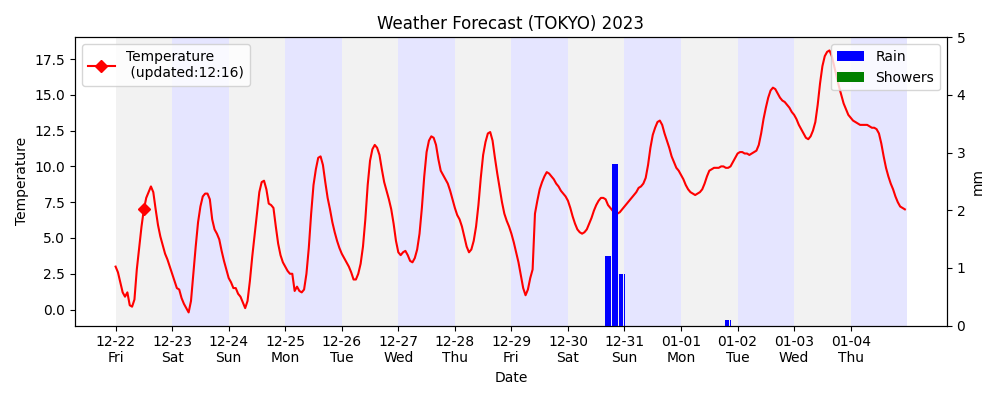 Weather Forecast (TOKYO) 2023
Temperature
(updated:12:16)
Rain
Showers
Temperature
17.5
15.0
12.5
10.0
7.5
5.0
2.5
0.0
5
4
3
2
1
0
mm
12-22 12-23 12-24 12-25 12-26 12-27 12-28 12-29 12-30 12-31 01-01 01-02 01-03 01-04
Fri Sat Sun Mon Tue Wed Thu Fri Sat Sun Mon Tue Wed Thu
Date